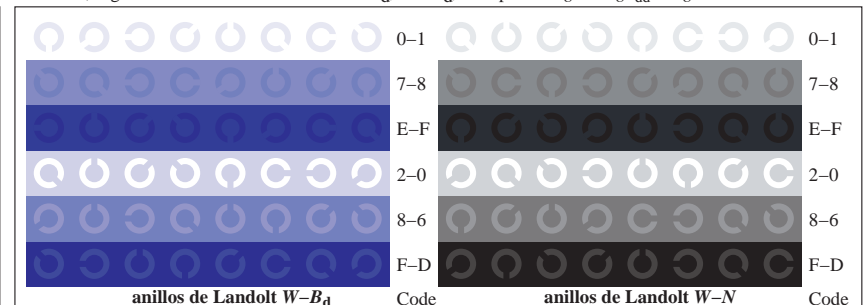 0–1 0–1
7–8 7–8
E–F E–F
2–0 2–0
8–6 8–6
F–D F–D
anillos de Landolt W–Bd Code anillos de Landolt W–N Code